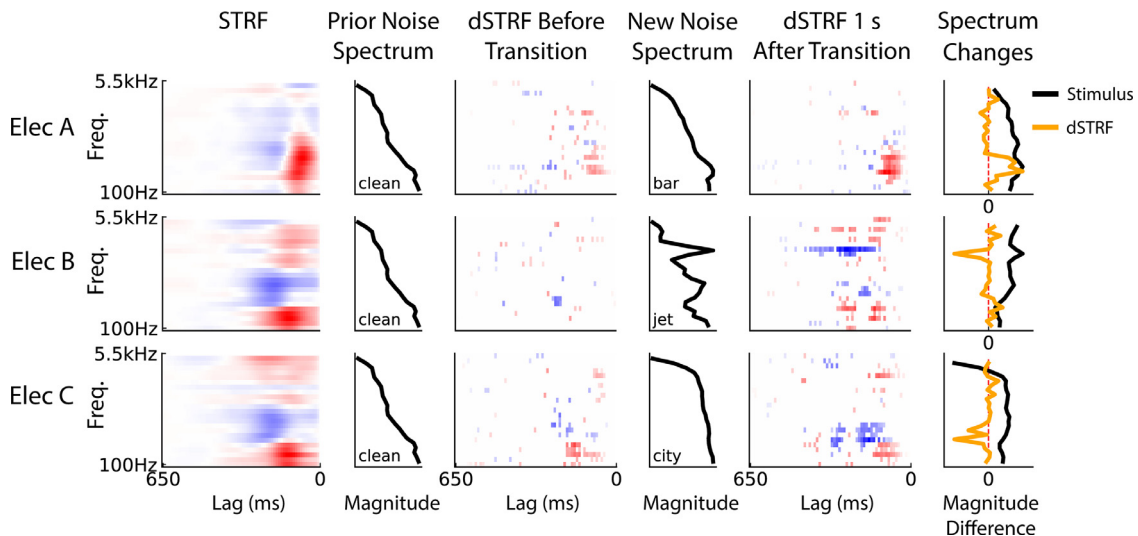 STRF
Prior Noise
Spectrum
dSTRF Before
Transition
New Noise
Spectrum
dSTRF 1 s
After Transition
Spectrum
Changes
Stimulus
dSTRF
Elec A
5.5kHz
Freq.
100Hz
clean
bar
0
Elec B
5.5kHz
Freq.
100Hz
clean
jet
0
Elec C
5.5kHz
Freq.
100Hz
clean
city
650
0
650
0
650
0
0
Lag (ms)
Magnitude
Lag (ms)
Magnitude
Lag (ms)
Magnitude
Difference